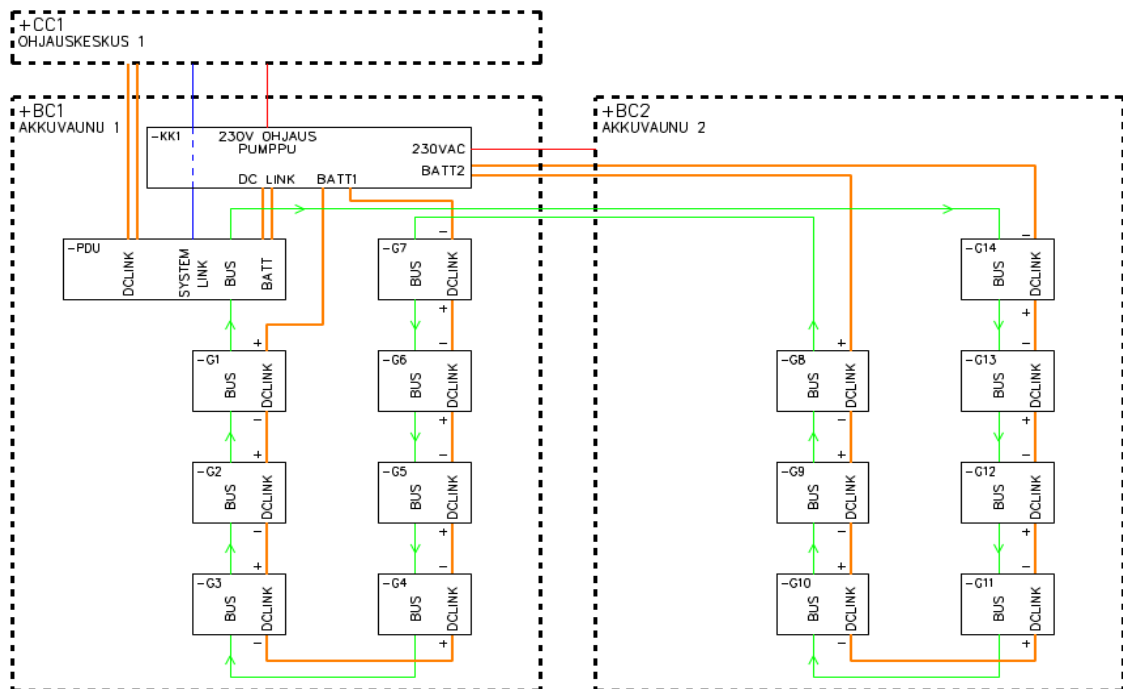 +CC1
OHJAUSKESKUS 1
+BC1
AKKUVAUNU 1
-KK1
230V OHJAUS
PUMPPU
230VAC
BATT2
DC LINK
BATT1
+BC2
AKKUVAUNU 2
-PDU
DCLINK
SYSTEM
LINK
BUS
BATT
-
-G7
BUS
DCLINK
+
-
-G14
BUS
DCLINK
+
+
-G1
BUS
DCLINK
-
-
-G6
BUS
DCLINK
+
+
-G8
BUS
DCLINK
-
-
-G13
BUS
DCLINK
+
+
-G2
BUS
DCLINK
-
-
-G5
BUS
DCLINK
+
+
-G9
BUS
DCLINK
-
-
-G12
BUS
DCLINK
+
+
-G3
BUS
DCLINK
-
-
-G4
BUS
DCLINK
+
+
-G10
BUS
DCLINK
-
-
-G11
BUS
DCLINK
+